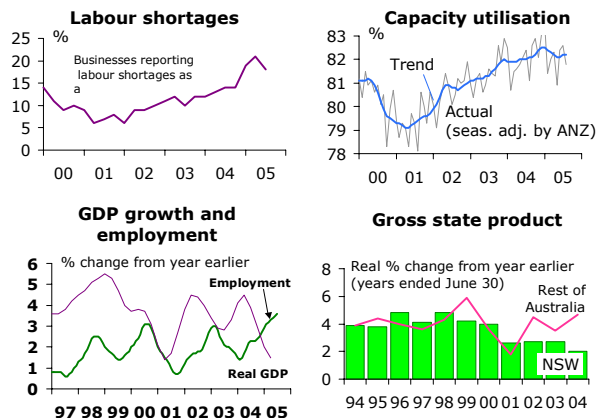 Labour shortages
%
Businesses reporting
labour shortages as
a
25
20
15
10
5
0
00 01 02 03 04 05
Capacity utilisation
%
83
82
81
80
79
78
Trend
Actual
(seas. adj. by ANZ)
00 01 02 03 04 05
GDP growth and
employment
% change from year earlier
6
5
4
3
2
1
0
Employment
Real GDP
97 98 99 00 01 02 03 04 05
Gross state product
Real % change from year earlier
(years ended June 30)
8
6
4
2
0
Rest of
Australia
NSW
94 95 96 97 98 99 00 01 02 03 04